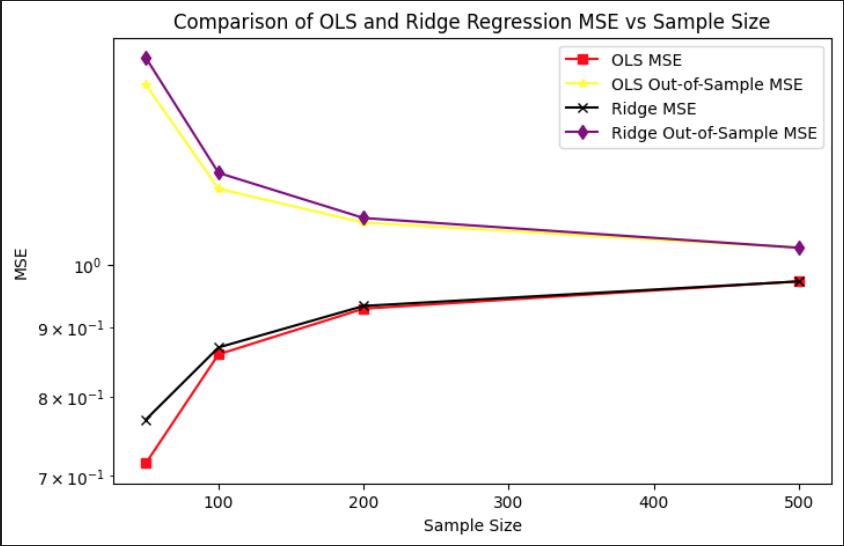 Comparison of OLS and Ridge Regression MSE vs Sample Size
OLS MSE
OLS Out-of-Sample MSE
Ridge MSE
Ridge Out-of-Sample MSE
MSE
10⁰
9 × 10⁻¹
8 × 10⁻¹
7 × 10⁻¹
100 200 300 400 500
Sample Size